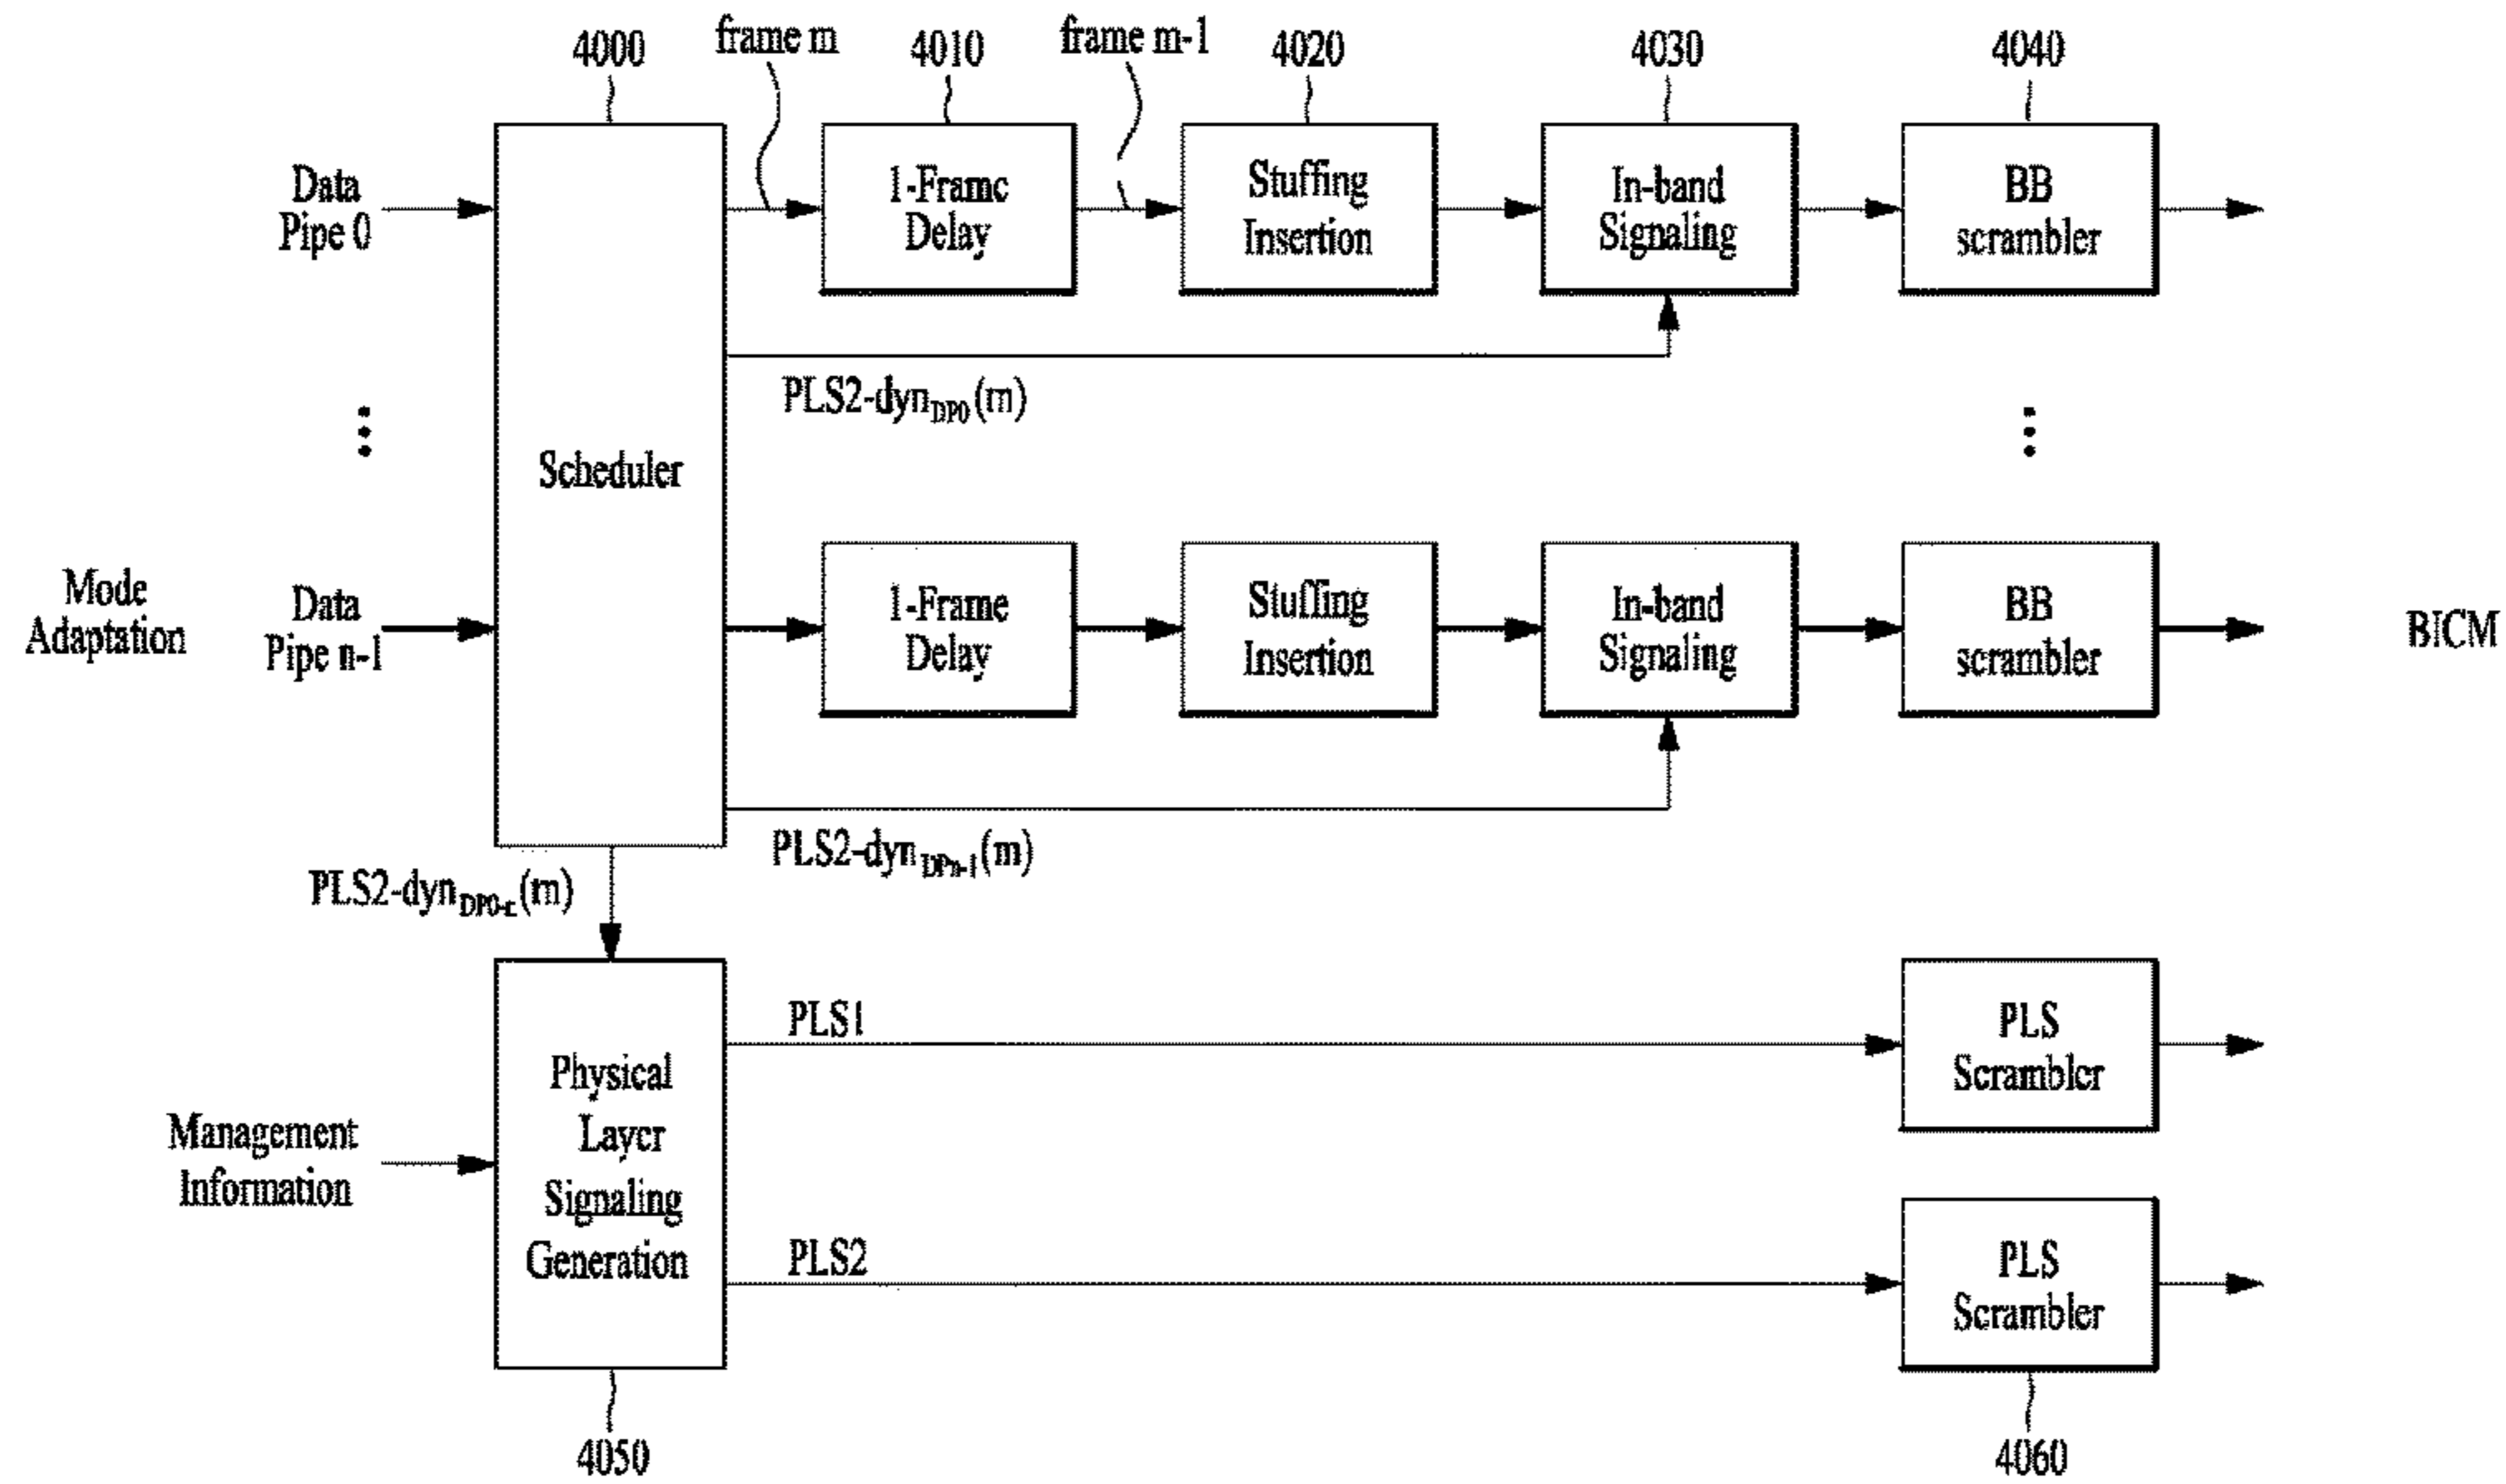 4000
frame m
4010
frame m-1
4020
4030
4040
Data
Pipe 0
1-Frame
Delay
Stuffing
Insertion
In-band
Signaling
BB
scrambler
PLS2-dynDP0(m)
Scheduler
Mode
Adaptation
Data
Pipe n-1
1-Frame
Delay
Stuffing
Insertion
In-band
Signaling
BB
scrambler
BICM
PLS2-dynDPn-1(m)
PLS2-dyn(m)
PLS1
PLS
Scrambler
Physical
Layer
Signaling
Generation
Management
Information
PLS2
PLS
Scrambler
4050
4060